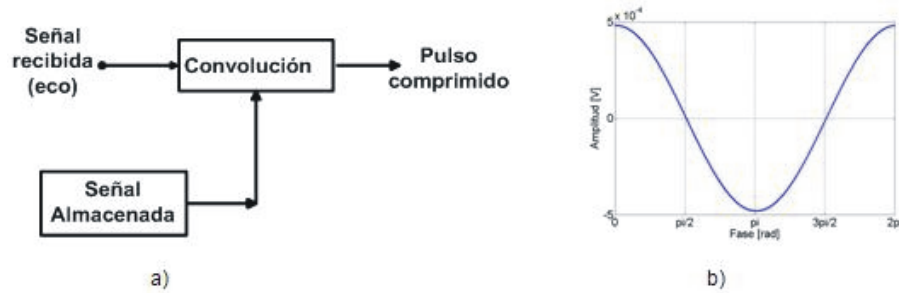 Señal
recibida
(eco)
Convolución
Pulso
comprimido
Señal
Almacenada
a)
5 x 10⁻⁴
Amplitud [V]
0
-5
0
pi/2
pi
3pi/2
2p
Fase [rad]
b)